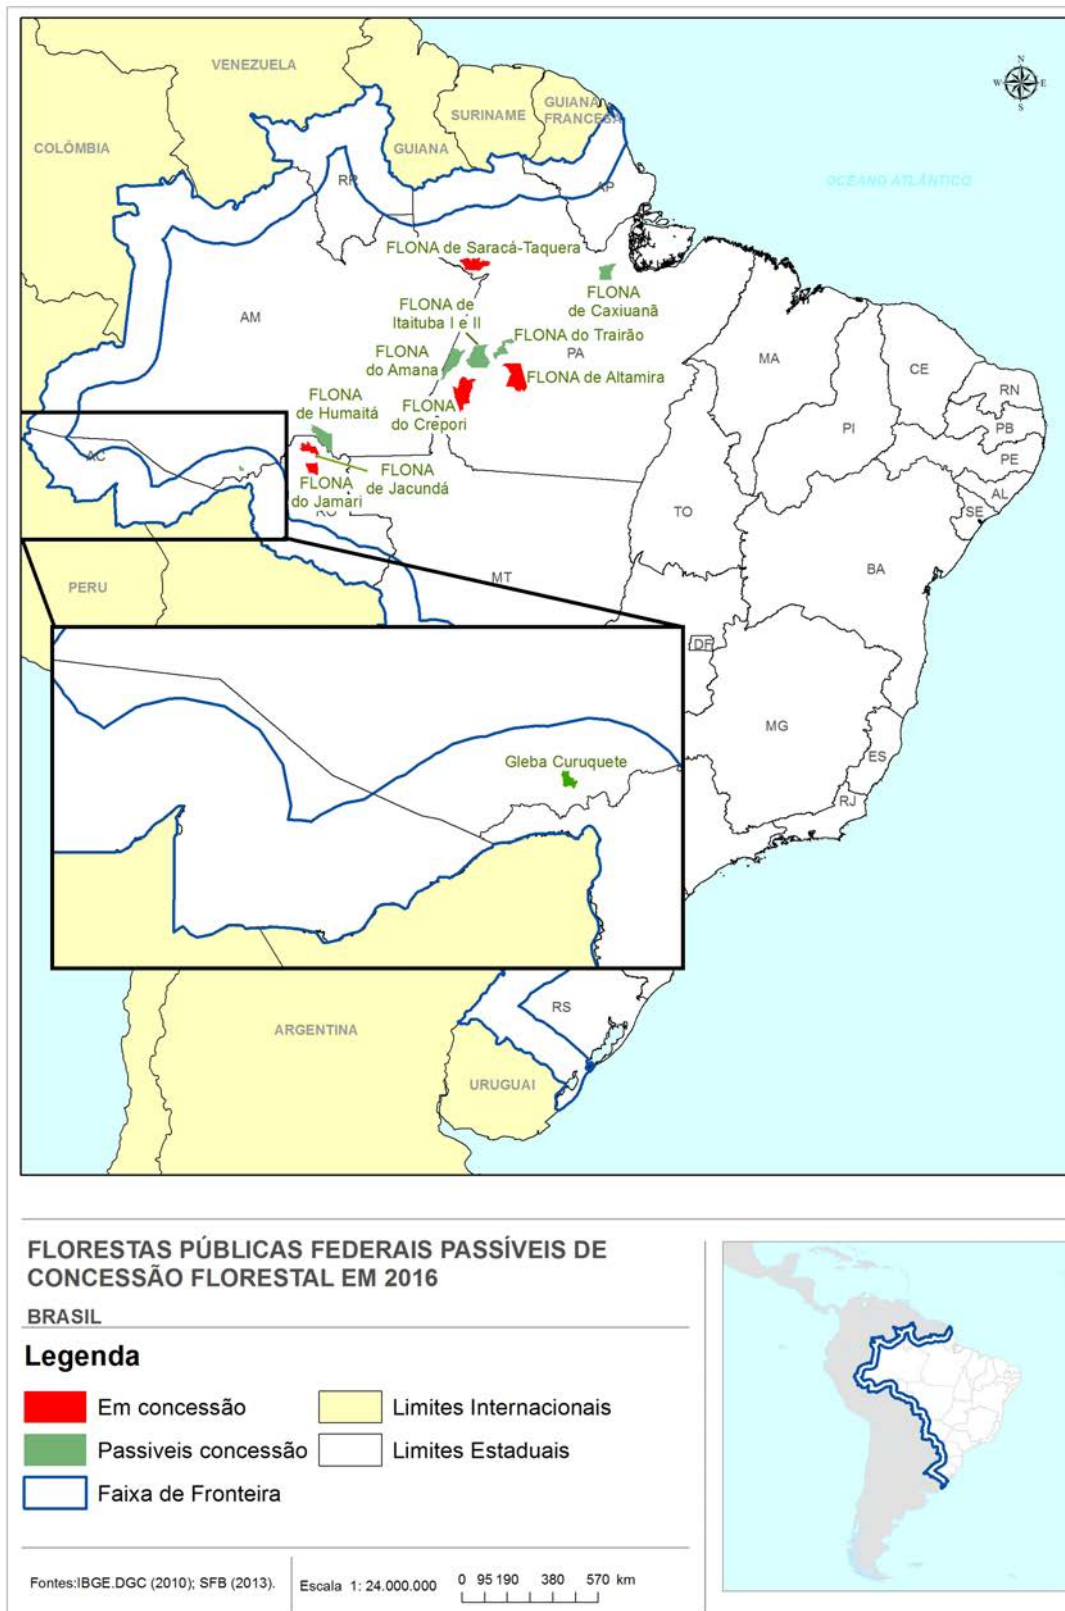 N
W
E
S
VENEZUELA
COLÔMBIA
SURINAME
GUIANA
FRANCESA
GUIANA
OCEANO ATLÂNTICO
RR
AP
FLONA de Saracá-Taquera
FLONA
de Caxiuanã
FLONA de
Itaituba I e II
FLONA do Trairão
AM
PA
FLONA
do Amana
FLONA de Altamira
FLONA
do Crepori
FLONA
de Humaitá
FLONA
de Jacundá
FLONA
do Jamari
AC
RO
MA
CE
RN
PB
PE
AL
SE
PI
TO
BA
MT
PERU
DF
MG
ES
RJ
Gleba Curuquete
RS
ARGENTINA
URUGUAI
FLORESTAS PÚBLICAS FEDERAIS PASSÍVEIS DE
CONCESSÃO FLORESTAL EM 2016
BRASIL
Legenda
Em concessão
Limites Internacionais
Passiveis concessão
Limites Estaduais
Faixa de Fronteira
Fontes:IBGE.DGC (2010); SFB (2013).
Escala 1: 24.000.000
0 95 190 380 570 km